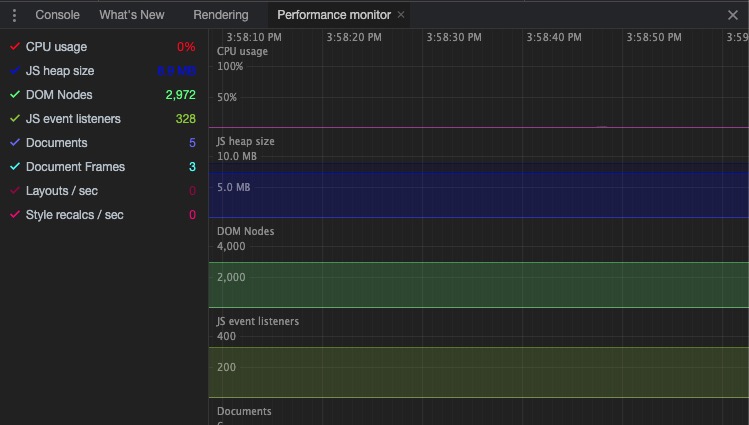 Console What's New Rendering Performance monitor
CPU usage 0%
JS heap size
DOM Nodes 2,972
JS event listeners 328
Documents 5
Document Frames 3
Layouts / sec 0
Style recalcs / sec 0
3:58:10 PM 3:58:20 PM 3:58:30 PM 3:58:40 PM 3:58:50 PM 3:59
CPU usage
100%
50%
JS heap size
10.0 MB
5.0 MB
DOM Nodes
4,000
2,000
JS event listeners
400
200
Documents